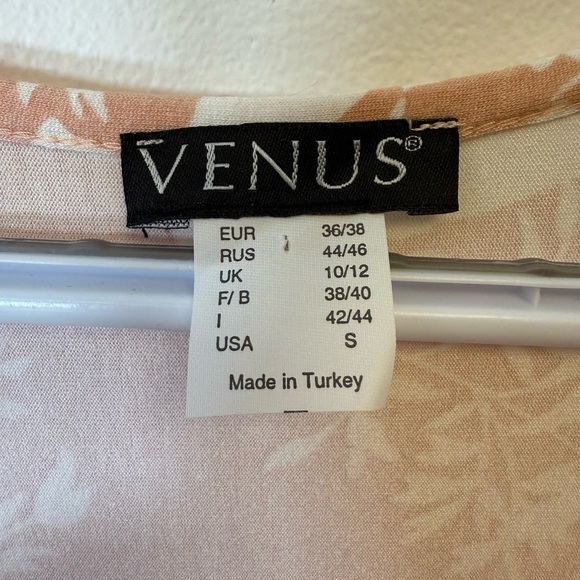 VENUS®
EUR 36/38
RUS 44/46
UK 10/12
F/ B 38/40
I 42/44
USA S
Made in Turkey